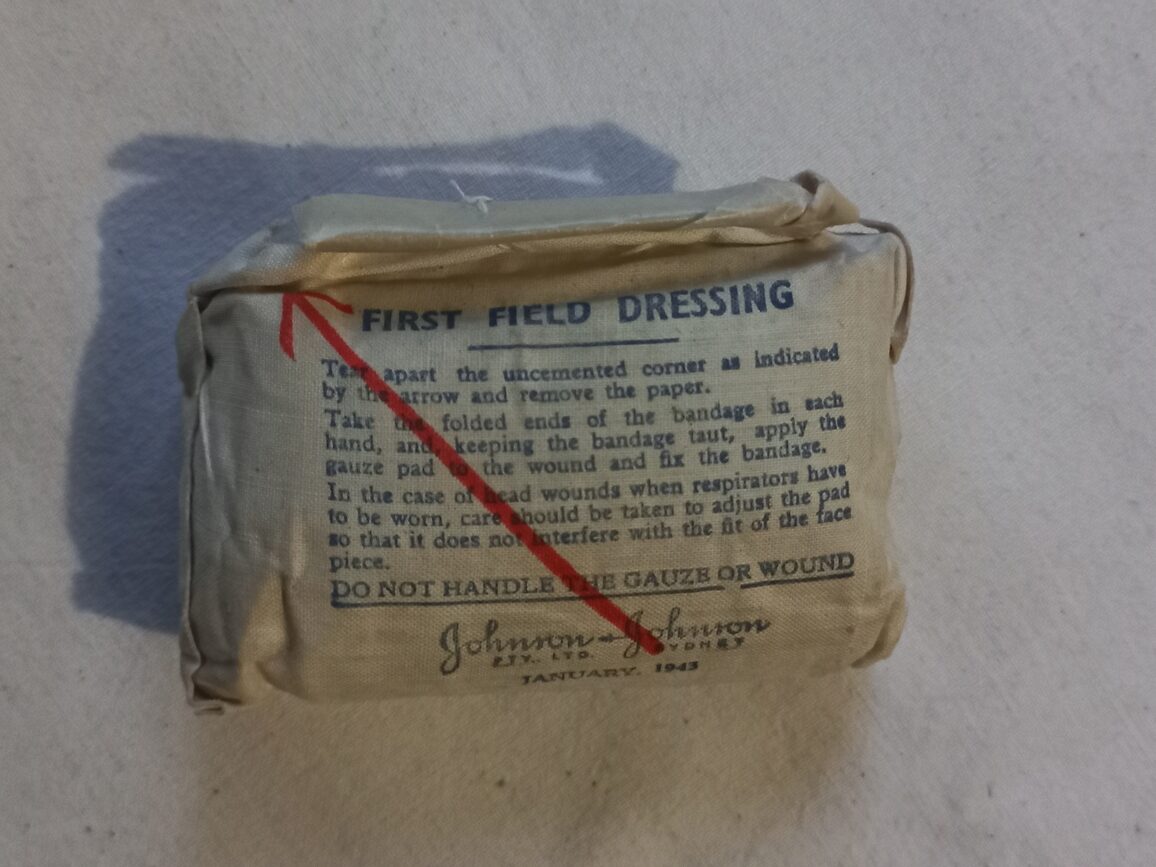 FIRST FIELD DRESSING
Tear apart the uncemented corner as indicated
by the arrow and remove the paper.
Take the folded ends of the bandage in each
hand, and, keeping the bandage taut, apply the
gauze pad to the wound and fix the bandage.
In the case of head wounds when respirators have
to be worn, care should be taken to adjust the pad
so that it does not interfere with the fit of the face
piece.
DO NOT HANDLE THE GAUZE OR WOUND
Johnson & Johnson
PTY. LTD. SYDNEY
JANUARY, 1943